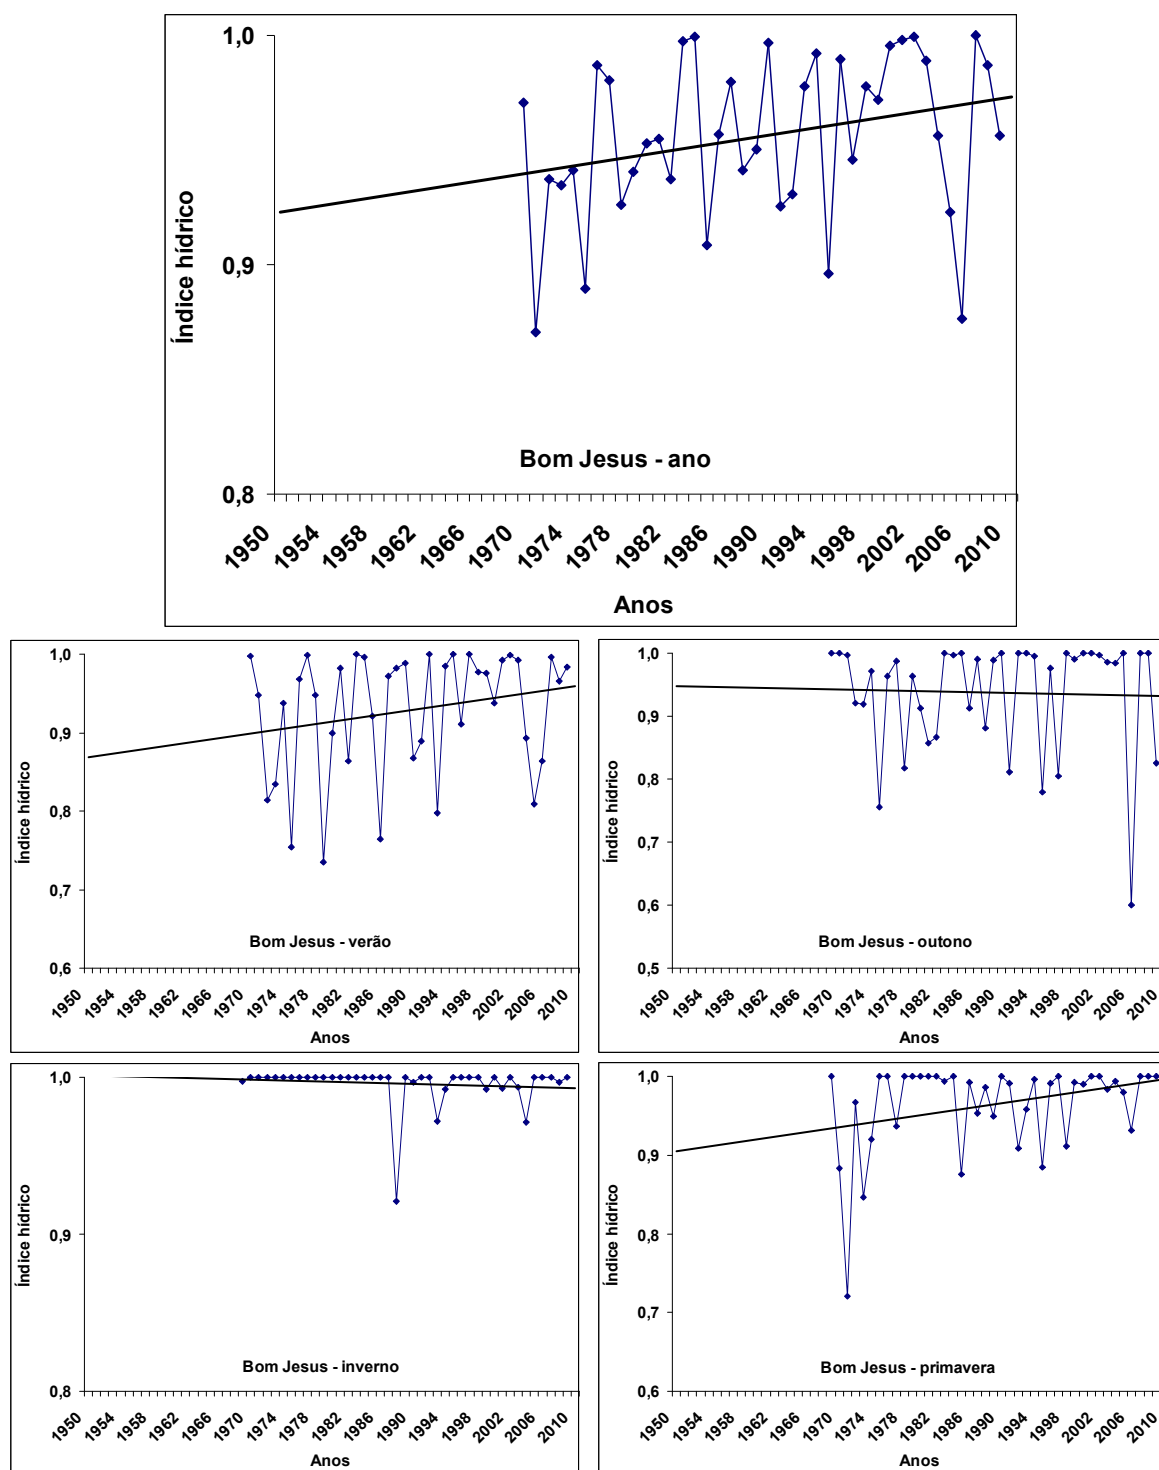 1,0
0,9
0,8
Índice hídrico
Bom Jesus - ano
1950 1954 1958 1962 1966 1970 1974 1978 1982 1986 1990 1994 1998 2002 2006 2010
Anos
1,0
0,9
0,8
0,7
0,6
Índice hídrico
Bom Jesus - verão
1950 1954 1958 1962 1966 1970 1974 1978 1982 1986 1990 1994 1998 2002 2006 2010
Anos
1,0
0,9
0,8
0,7
0,6
0,5
Índice hídrico
Bom Jesus - outono
1950 1954 1958 1962 1966 1970 1974 1978 1982 1986 1990 1994 1998 2002 2006 2010
Anos
1,0
0,9
0,8
Índice hídrico
Bom Jesus - inverno
1950 1954 1958 1962 1966 1970 1974 1978 1982 1986 1990 1994 1998 2002 2006 2010
Anos
1,0
0,9
0,8
0,7
0,6
Índice hídrico
Bom Jesus - primavera
1950 1954 1958 1962 1966 1970 1974 1978 1982 1986 1990 1994 1998 2002 2006 2010
Anos